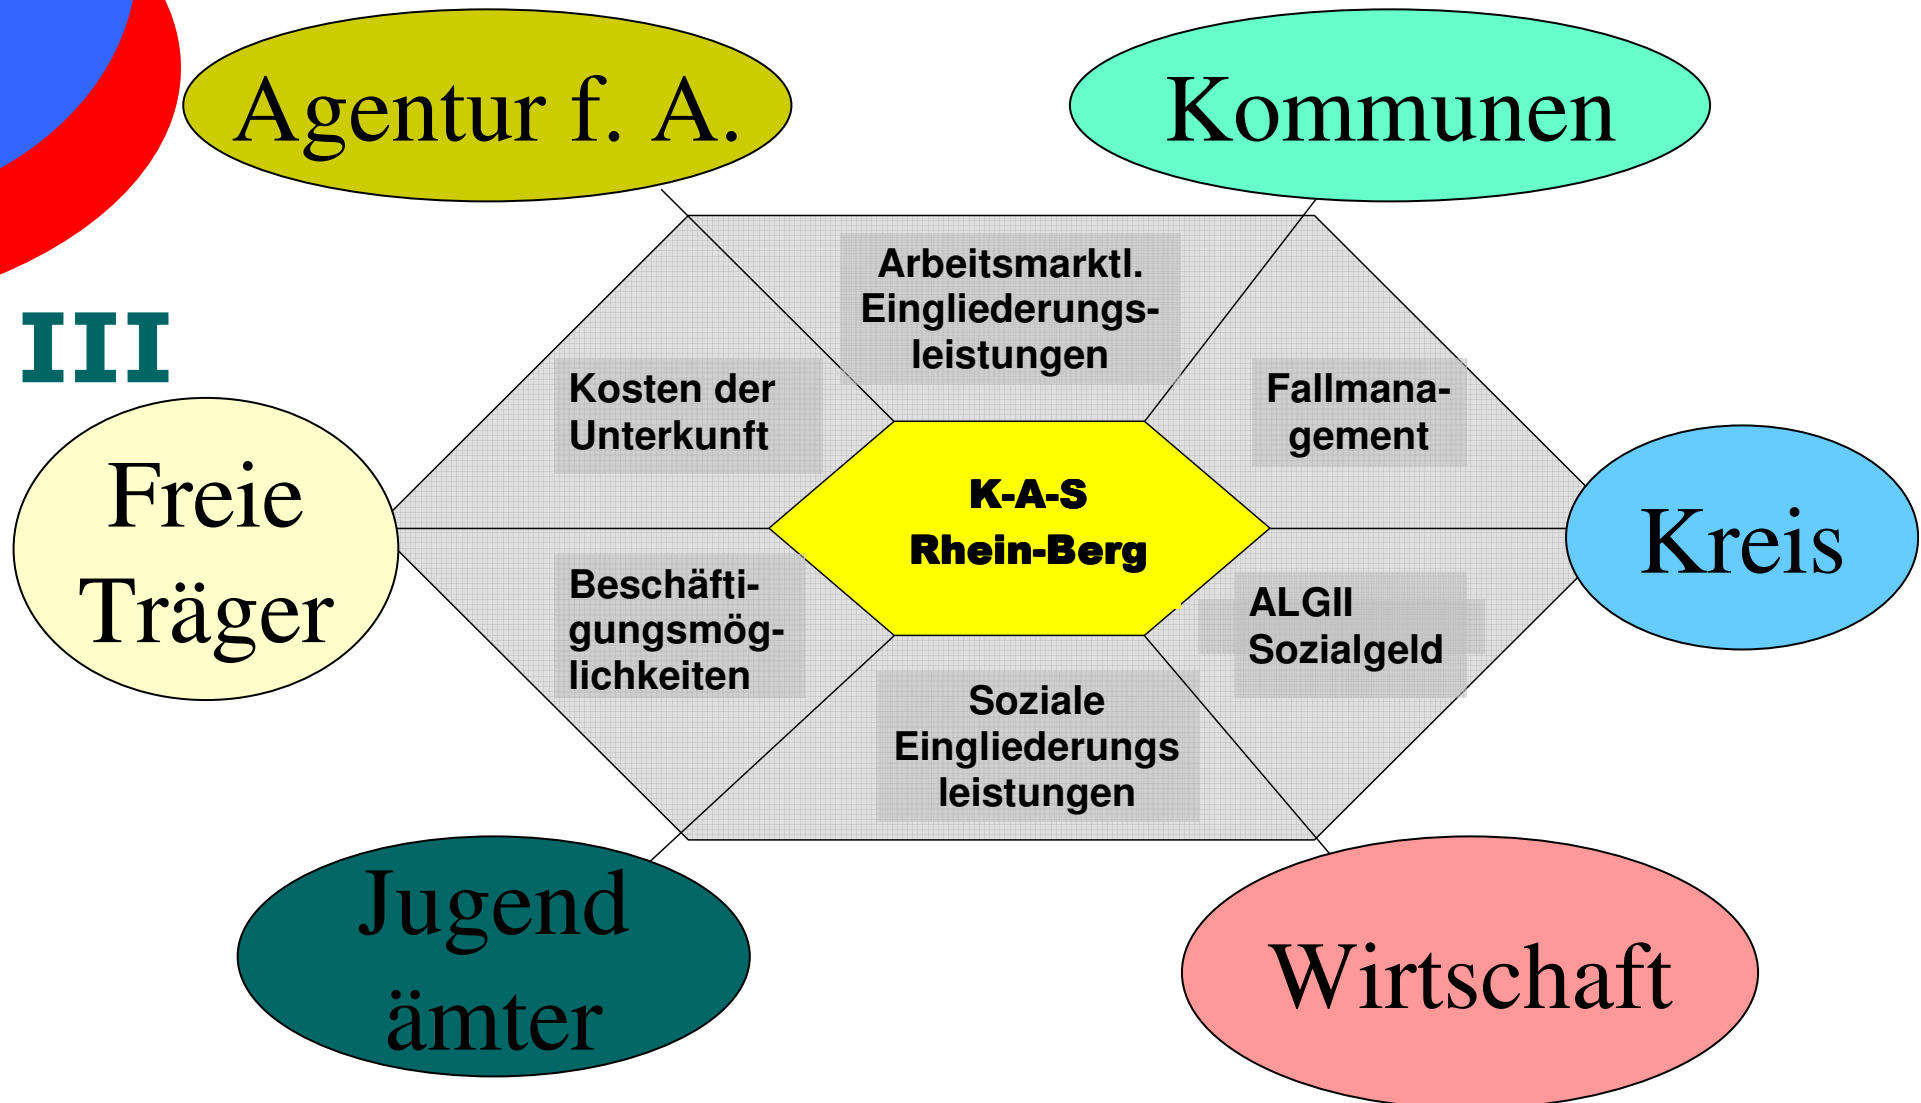 Agentur f. A.
Kommunen
Arbeitsmarktl.
Eingliederungs-
leistungen
III
Kosten der
Unterkunft
Fallmana-
gement
Freie
Träger
K-A-S
Rhein-Berg
Kreis
Beschäfti-
gungsmög-
lichkeiten
ALGII
Sozialgeld
Soziale
Eingliederungs
leistungen
Jugend
ämter
Wirtschaft